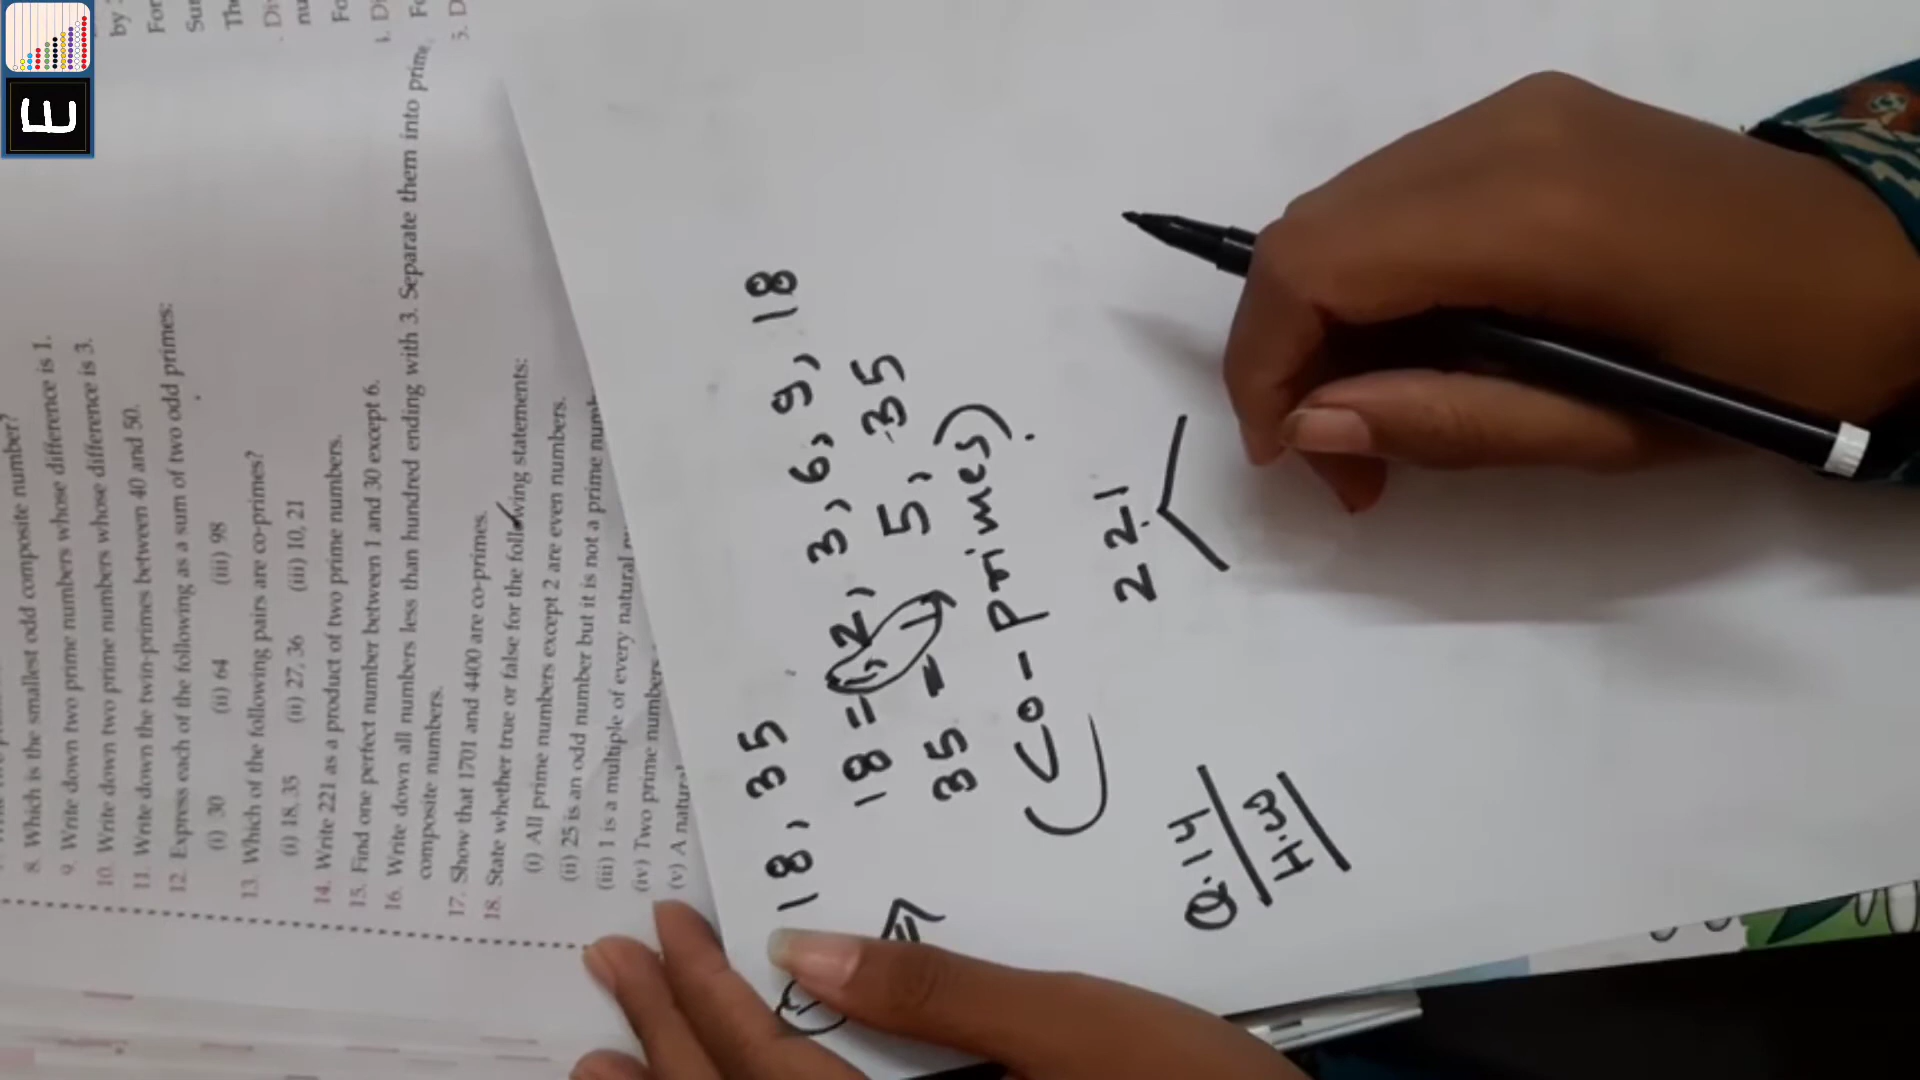 by
For
Su
Th
8. Which is the smallest odd composite number?
9. Write down two prime numbers whose difference is 1.
10. Write down two prime numbers whose difference is 3.
11. Write down the twin-primes between 40 and 50.
12. Express each of the following as a sum of two odd primes:
(i) 30 (ii) 64 (iii) 98
13. Which of the following pairs are co-primes?
(i) 18, 35 (ii) 27, 36 (iii) 10, 21
14. Write 221 as a product of two prime numbers.
15. Find one perfect number between 1 and 30 except 6.
16. Write down all numbers less than hundred ending with 3. Separate them into prime
composite numbers.
17. Show that 1701 and 4400 are co-primes.
18. State whether true or false for the following statements:
(i) All prime numbers except 2 are even numbers.
(ii) 25 is an odd number but it is not a prime numb
(iii) 1 is a multiple of every natural
(iv) Two prime numbers
(v) A natural
E
18, 35
18 = 1, 2, 3, 6, 9, 18
35 = 1, 5, 35
(Co-Primes).
Q.14
H.W
221